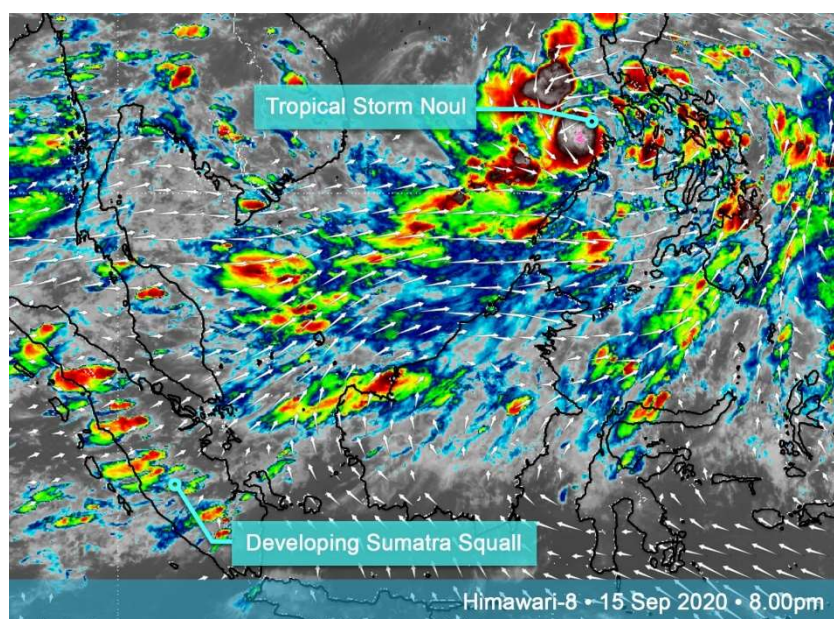 Tropical Storm Noul
Developing Sumatra Squall
Himawari-8 • 15 Sep 2020 • 8.00pm